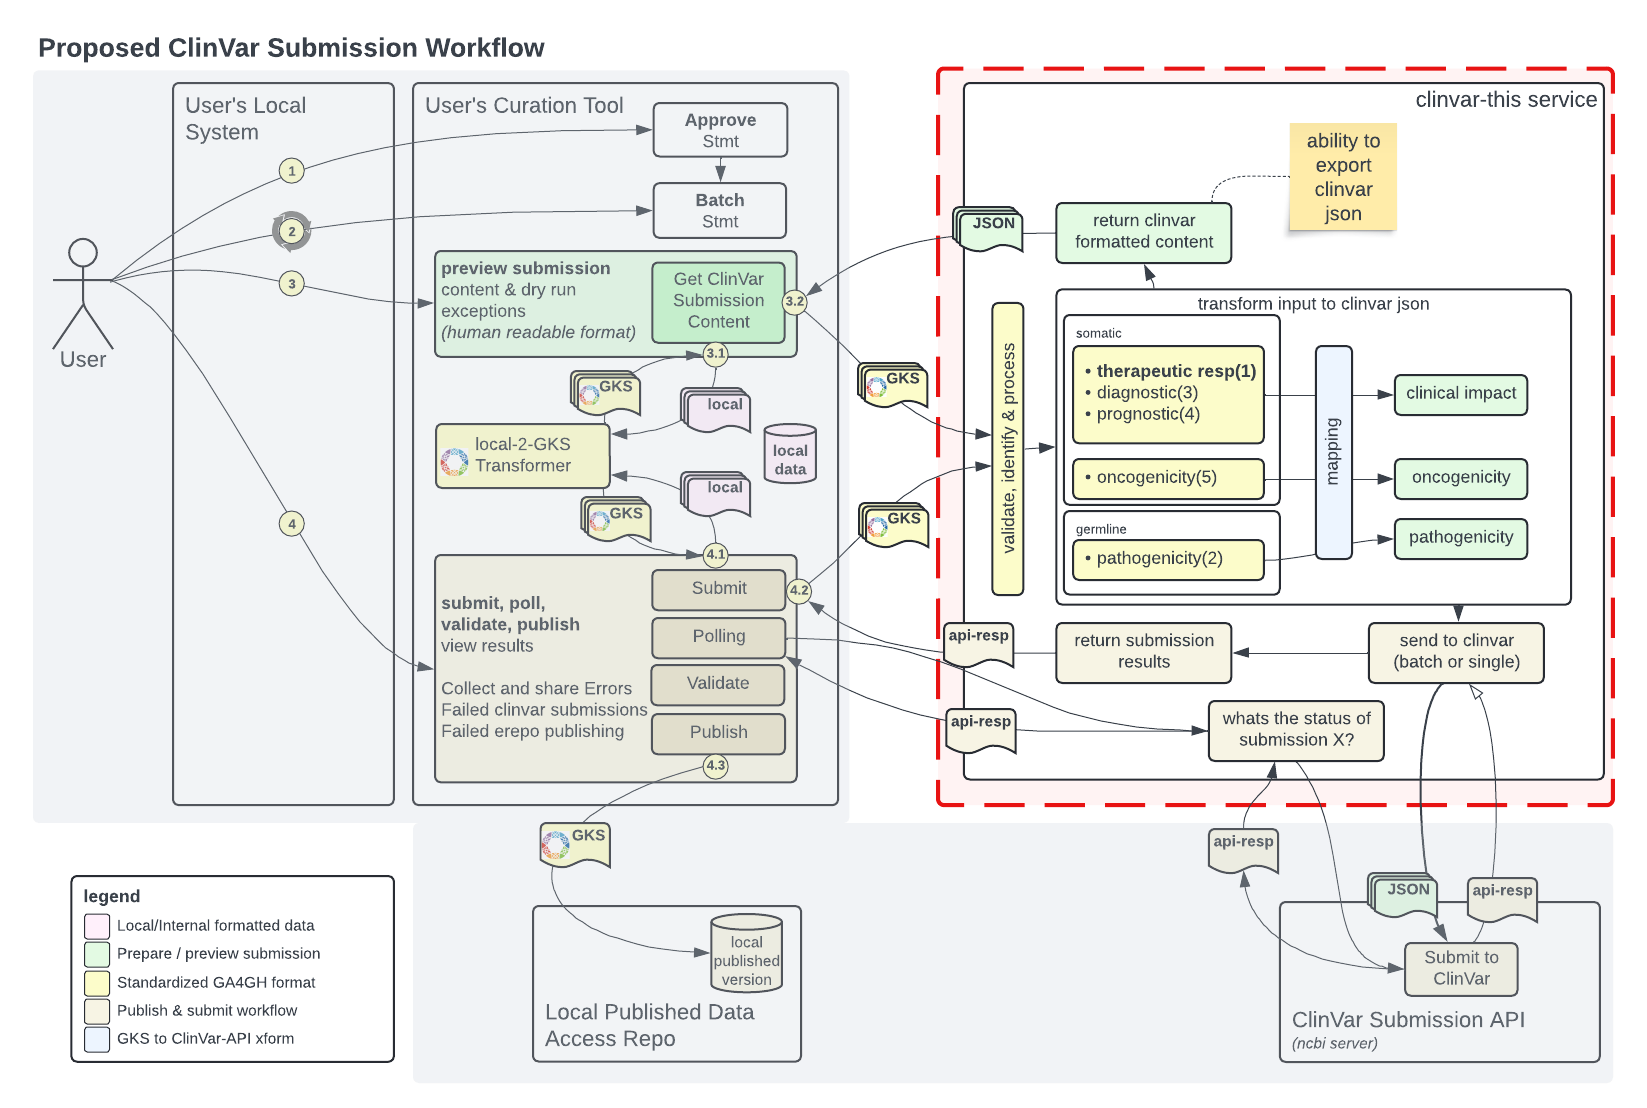 Proposed ClinVar Submission Workflow
User's Local
System
User's Curation Tool
Approve
Stmt
Batch
Stmt
1
2
3
4
User
preview submission
content & dry run
exceptions
(human readable format)
Get ClinVar
Submission
Content
3.2
3.1
GKS
local
local-2-GKS
Transformer
local
data
local
GKS
4.1
submit, poll,
validate, publish
view results
Collect and share Errors
Failed clinvar submissions
Failed erepo publishing
Submit
Polling
Validate
Publish
4.2
4.3
GKS
GKS
GKS
clinvar-this service
ability to
export
clinvar
json
JSON
return clinvar
formatted content
validate, identify & process
transform input to clinvar json
somatic
• therapeutic resp(1)
• diagnostic(3)
• prognostic(4)
• oncogenicity(5)
germline
• pathogenicity(2)
mapping
clinical impact
oncogenicity
pathogenicity
api-resp
return submission
results
send to clinvar
(batch or single)
api-resp
whats the status of
submission X?
api-resp
JSON
api-resp
Submit to
ClinVar
ClinVar Submission API
(ncbi server)
local
published
version
Local Published Data
Access Repo
legend
Local/Internal formatted data
Prepare / preview submission
Standardized GA4GH format
Publish & submit workflow
GKS to ClinVar-API xform